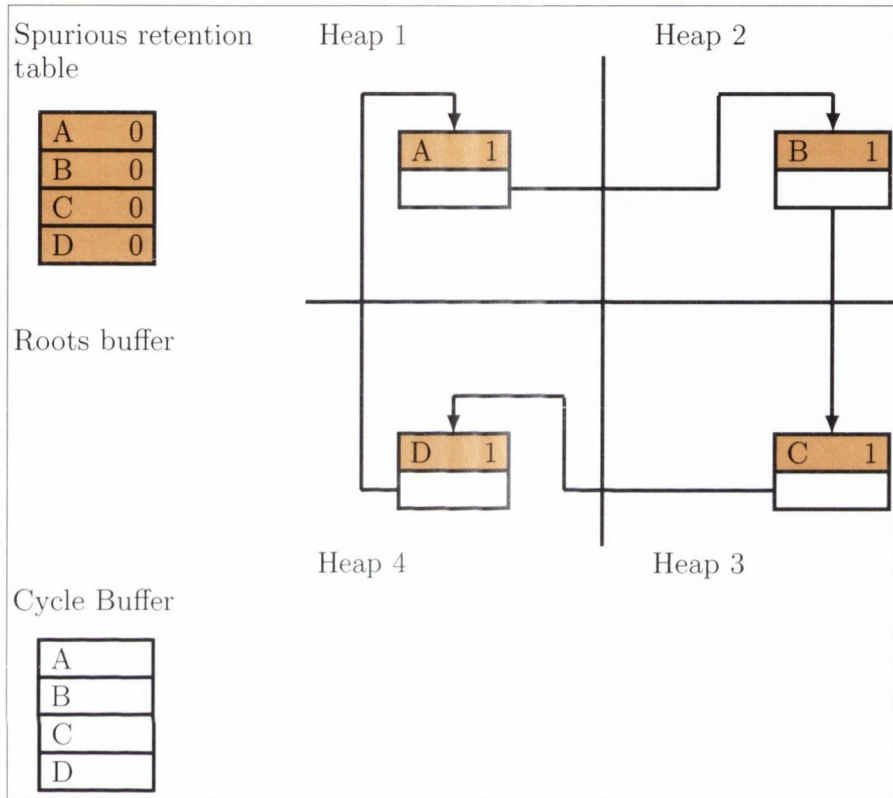 Spurious retention
table
A 0
B 0
C 0
D 0
Roots buffer
Cycle Buffer
A
B
C
D
Heap 1
Heap 2
A 1
B 1
D 1
C 1
Heap 4
Heap 3